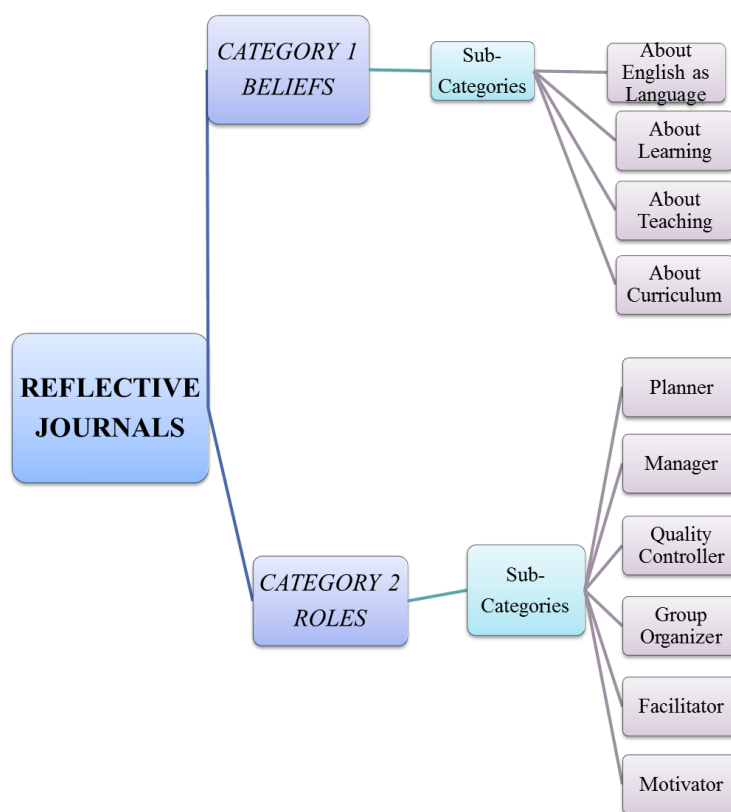 CATEGORY 1
BELIEFS
Sub-
Categories
About
English as
Language
About
Learning
About
Teaching
About
Curriculum
REFLECTIVE
JOURNALS
CATEGORY 2
ROLES
Sub-
Categories
Planner
Manager
Quality
Controller
Group
Organizer
Facilitator
Motivator